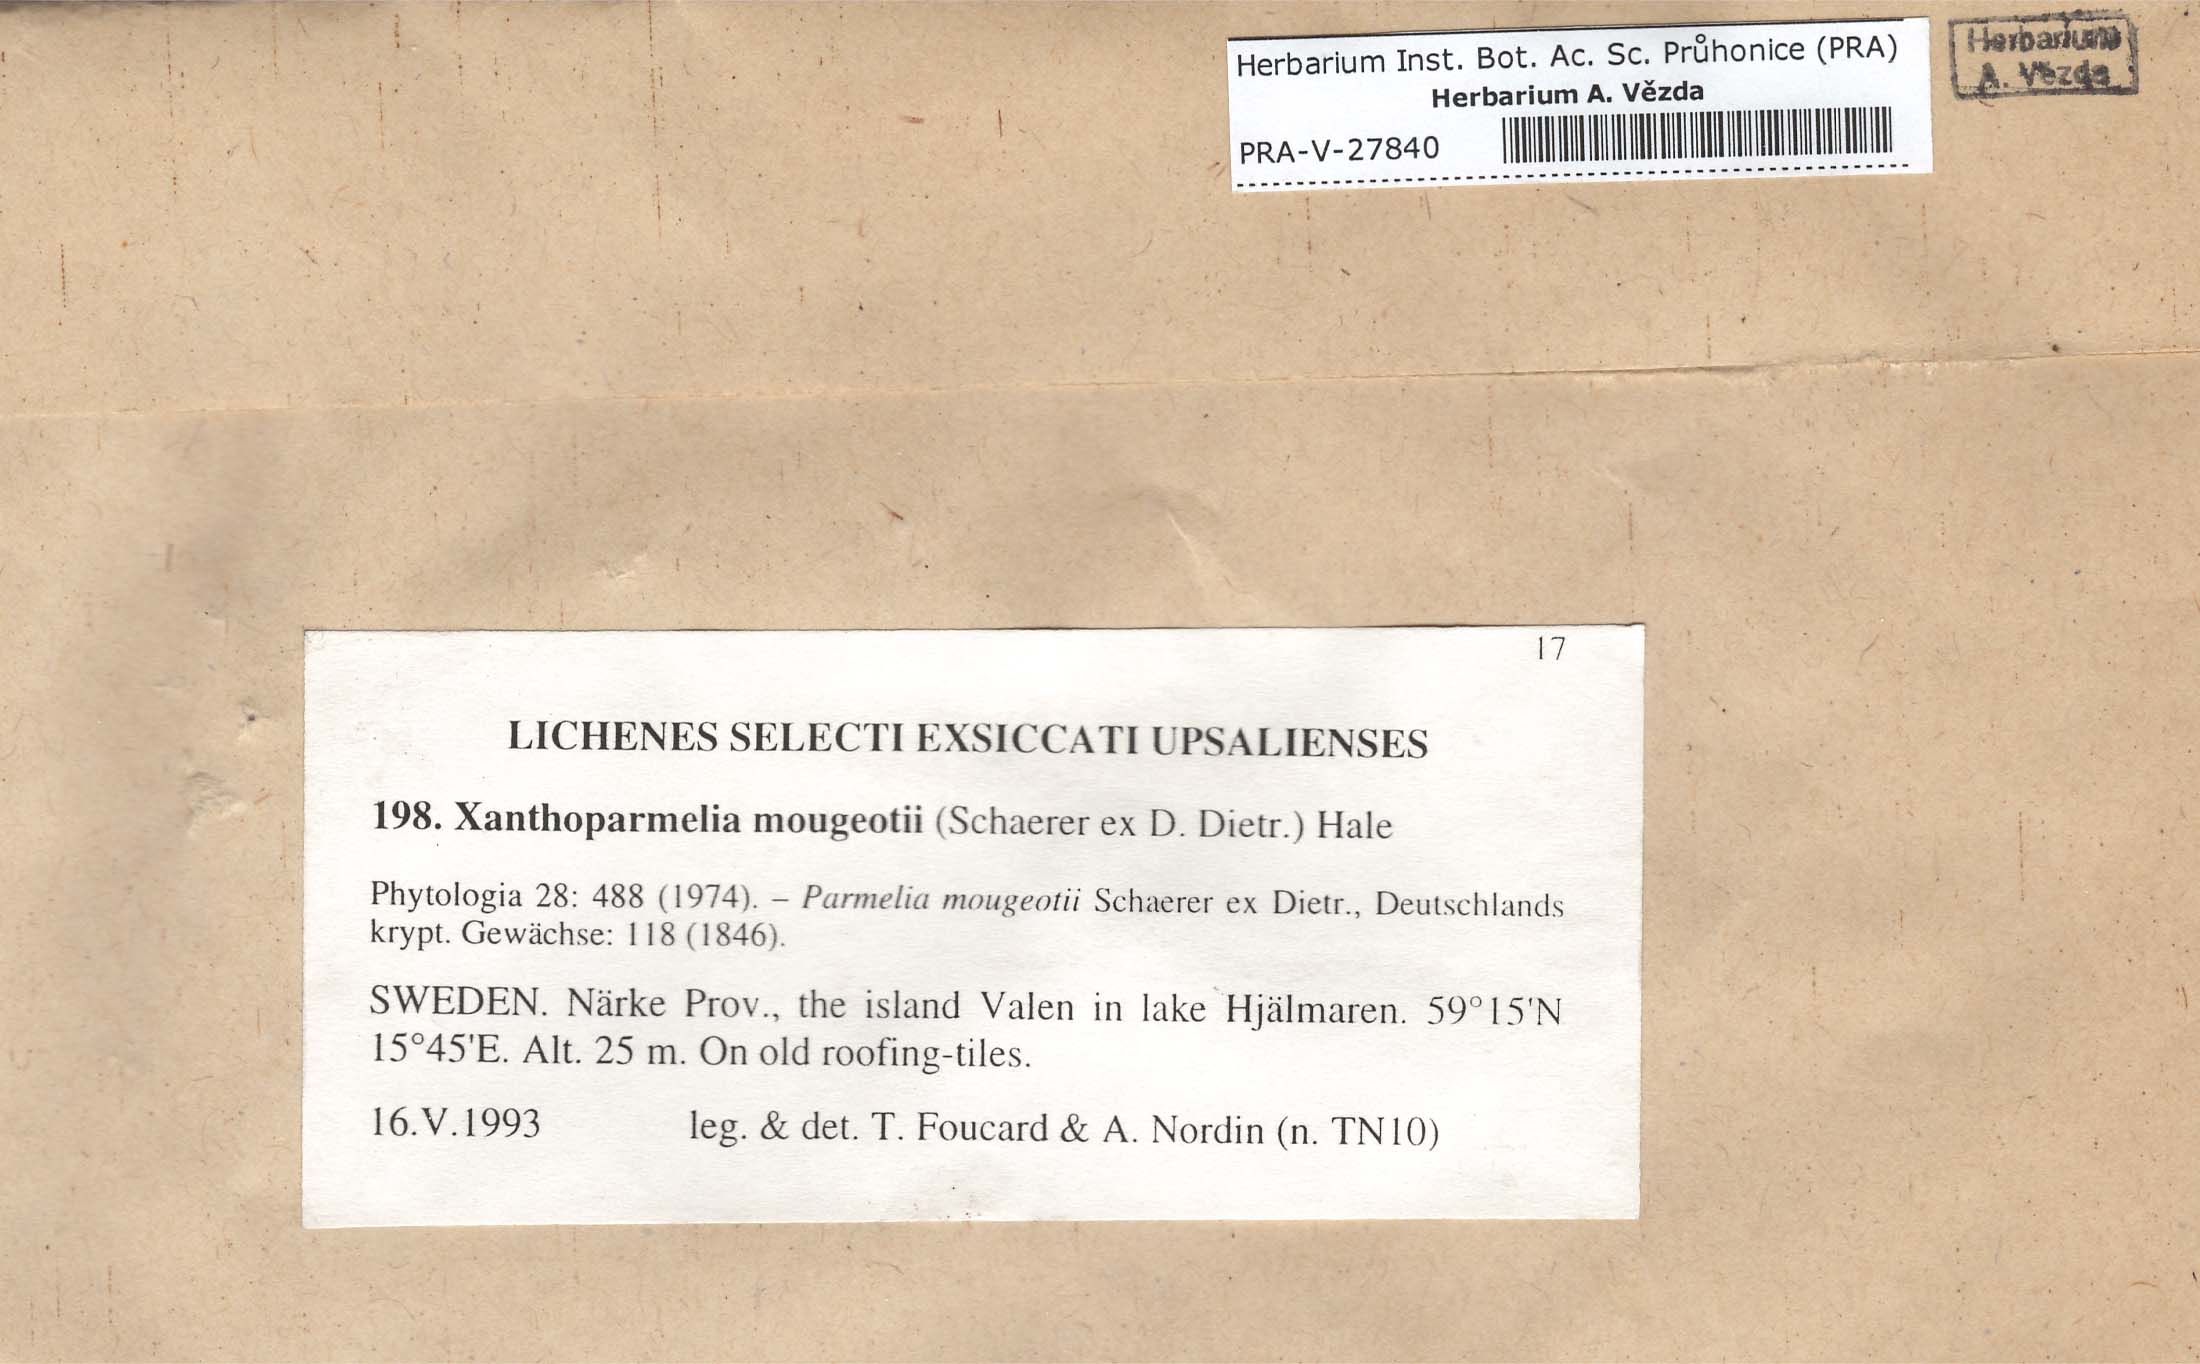 Herbarium Inst. Bot. Ac. Sc. Průhonice (PRA)
Herbarium A. Vězda
PRA-V-27840
Herbarium
A. Vězda
17
LICHENES SELECTI EXSICCATI UPSALIENSES
198. Xanthoparmelia mougeotii (Schaerer ex D. Dietr.) Hale
Phytologia 28: 488 (1974). – Parmelia mougeotii Schaerer ex Dietr., Deutschlands
krypt. Gewächse: 118 (1846).
SWEDEN. Närke Prov., the island Valen in lake Hjälmaren. 59°15'N
15°45'E. Alt. 25 m. On old roofing-tiles.
16.V.1993 leg. & det. T. Foucard & A. Nordin (n. TN10)